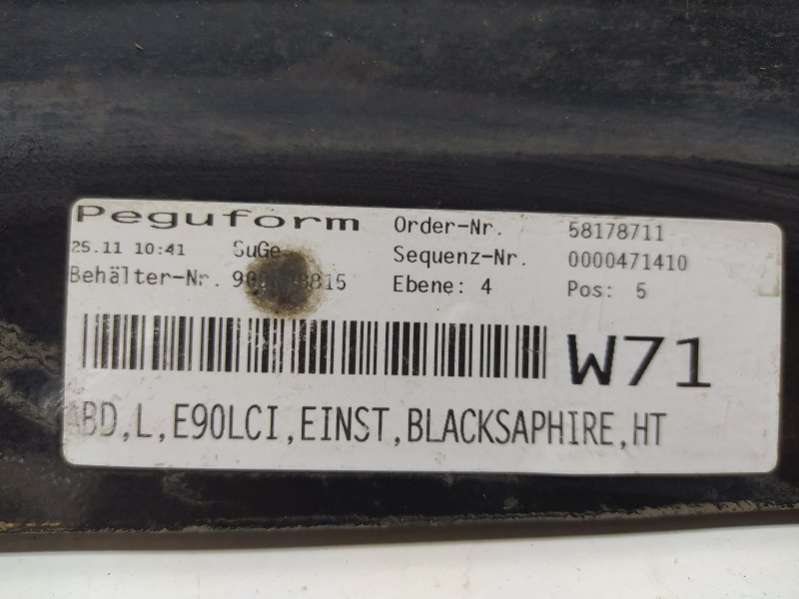 Peguform Order-Nr. 58178711
25.11 10:41 SuGe Sequenz-Nr. 0000471410
Behälter-Nr. Ebene: 4 Pos: 5
W71
ABD,L,E90LCI,EINST,BLACKSAPHIRE,HT